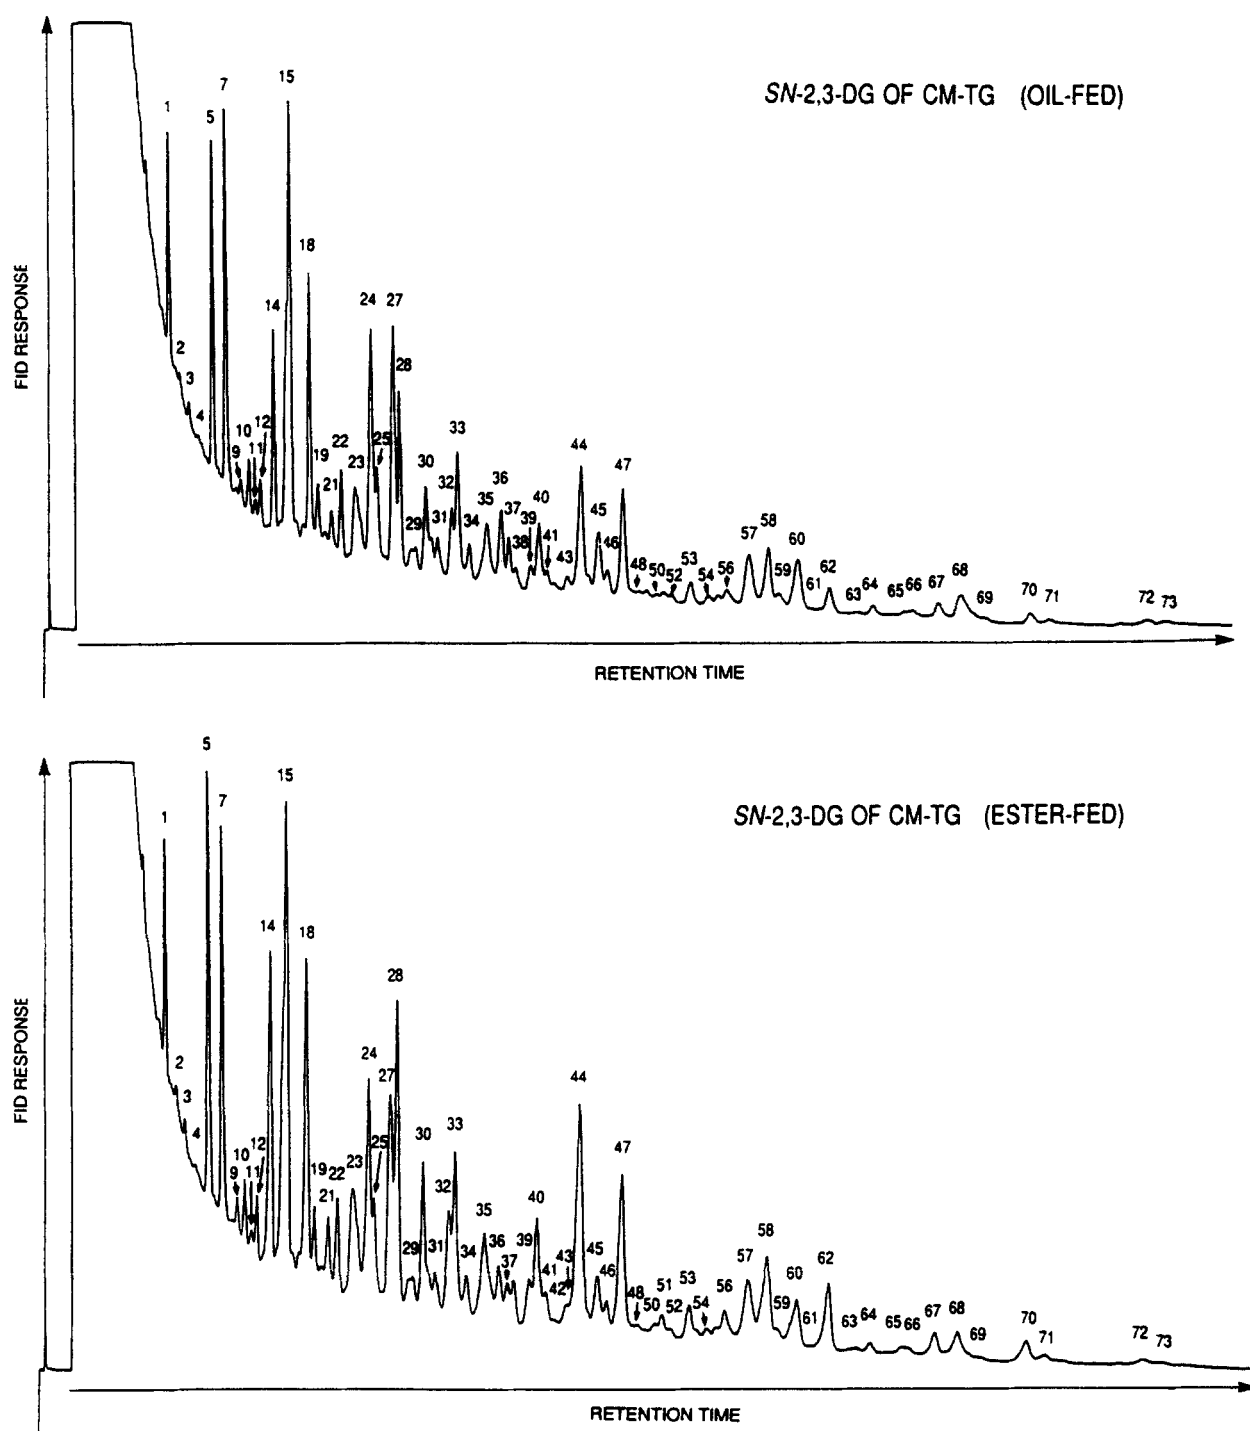 SN-2,3-DG OF CM-TG (OIL-FED)
FID RESPONSE
1 2 3 4 5 7 9 10 11 12 14 15 18 19 21 22 23 24 25 27 28 29 30 31 32 33 34 35 36 37 38 39 40 41 43 44 45 46 47 48 50 52 53 54 56 57 58 59 60 61 62 63 64 65 66 67 68 69 70 71 72 73
RETENTION TIME
SN-2,3-DG OF CM-TG (ESTER-FED)
FID RESPONSE
1 2 3 4 5 7 9 10 11 12 14 15 18 19 21 22 23 24 25 27 28 29 30 31 32 33 34 35 36 37 39 40 41 42 43 44 45 46 47 48 50 51 52 53 54 56 57 58 59 60 61 62 63 64 65 66 67 68 69 70 71 72 73
RETENTION TIME